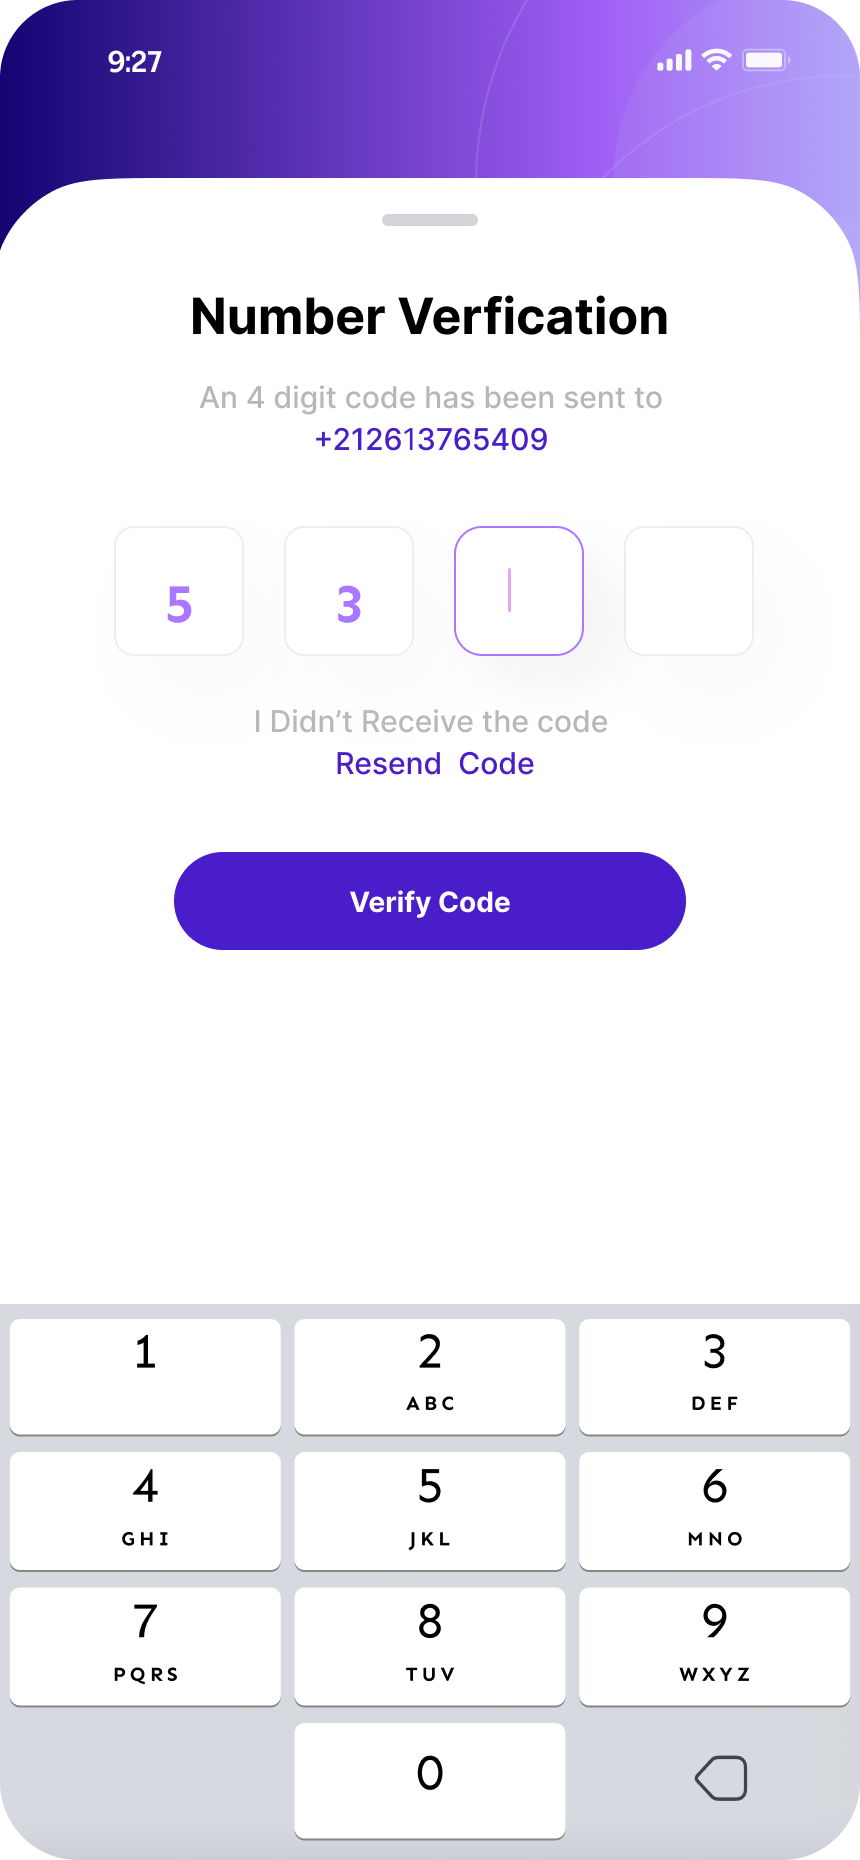 9:27
Number Verfication
An 4 digit code has been sent to
+212613765409
5 3
I Didn’t Receive the code
Resend Code
Verify Code
1 2 3
ABC DEF
4 5 6
GHI JKL MNO
7 8 9
PQRS TUV WXYZ
0